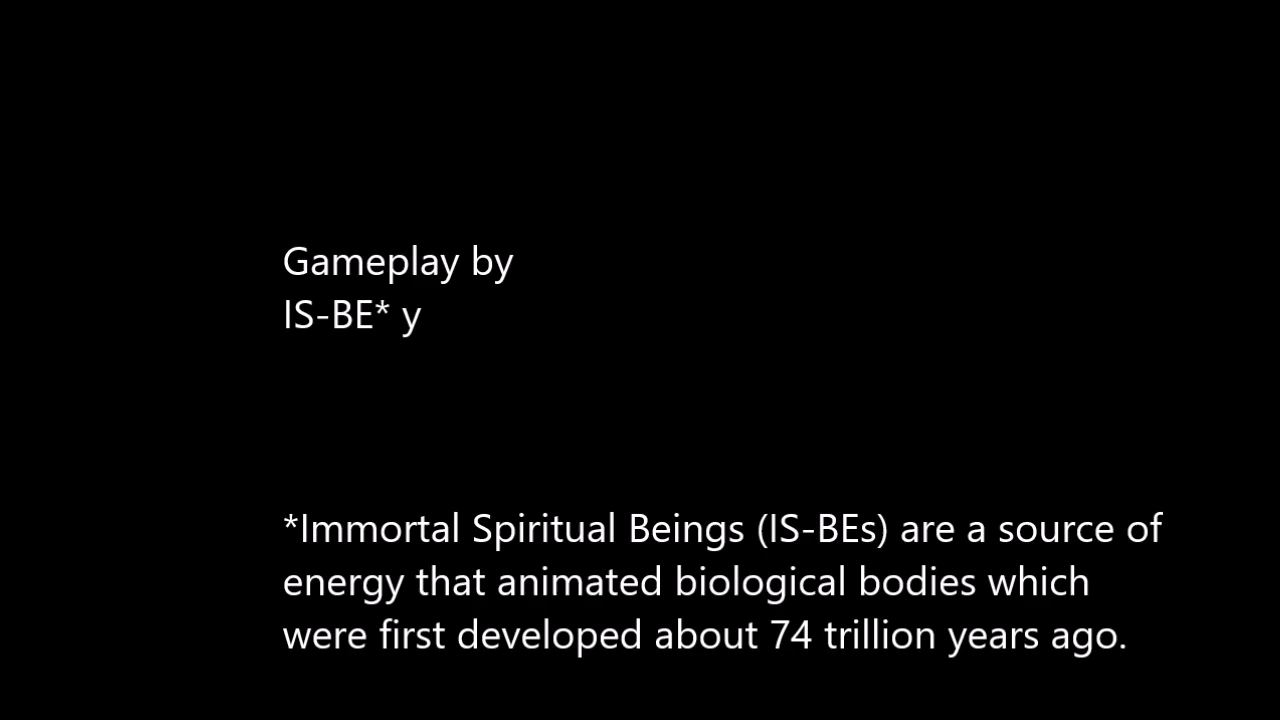 Gameplay by
IS-BE* y
*Immortal Spiritual Beings (IS-BEs) are a source of
energy that animated biological bodies which
were first developed about 74 trillion years ago.